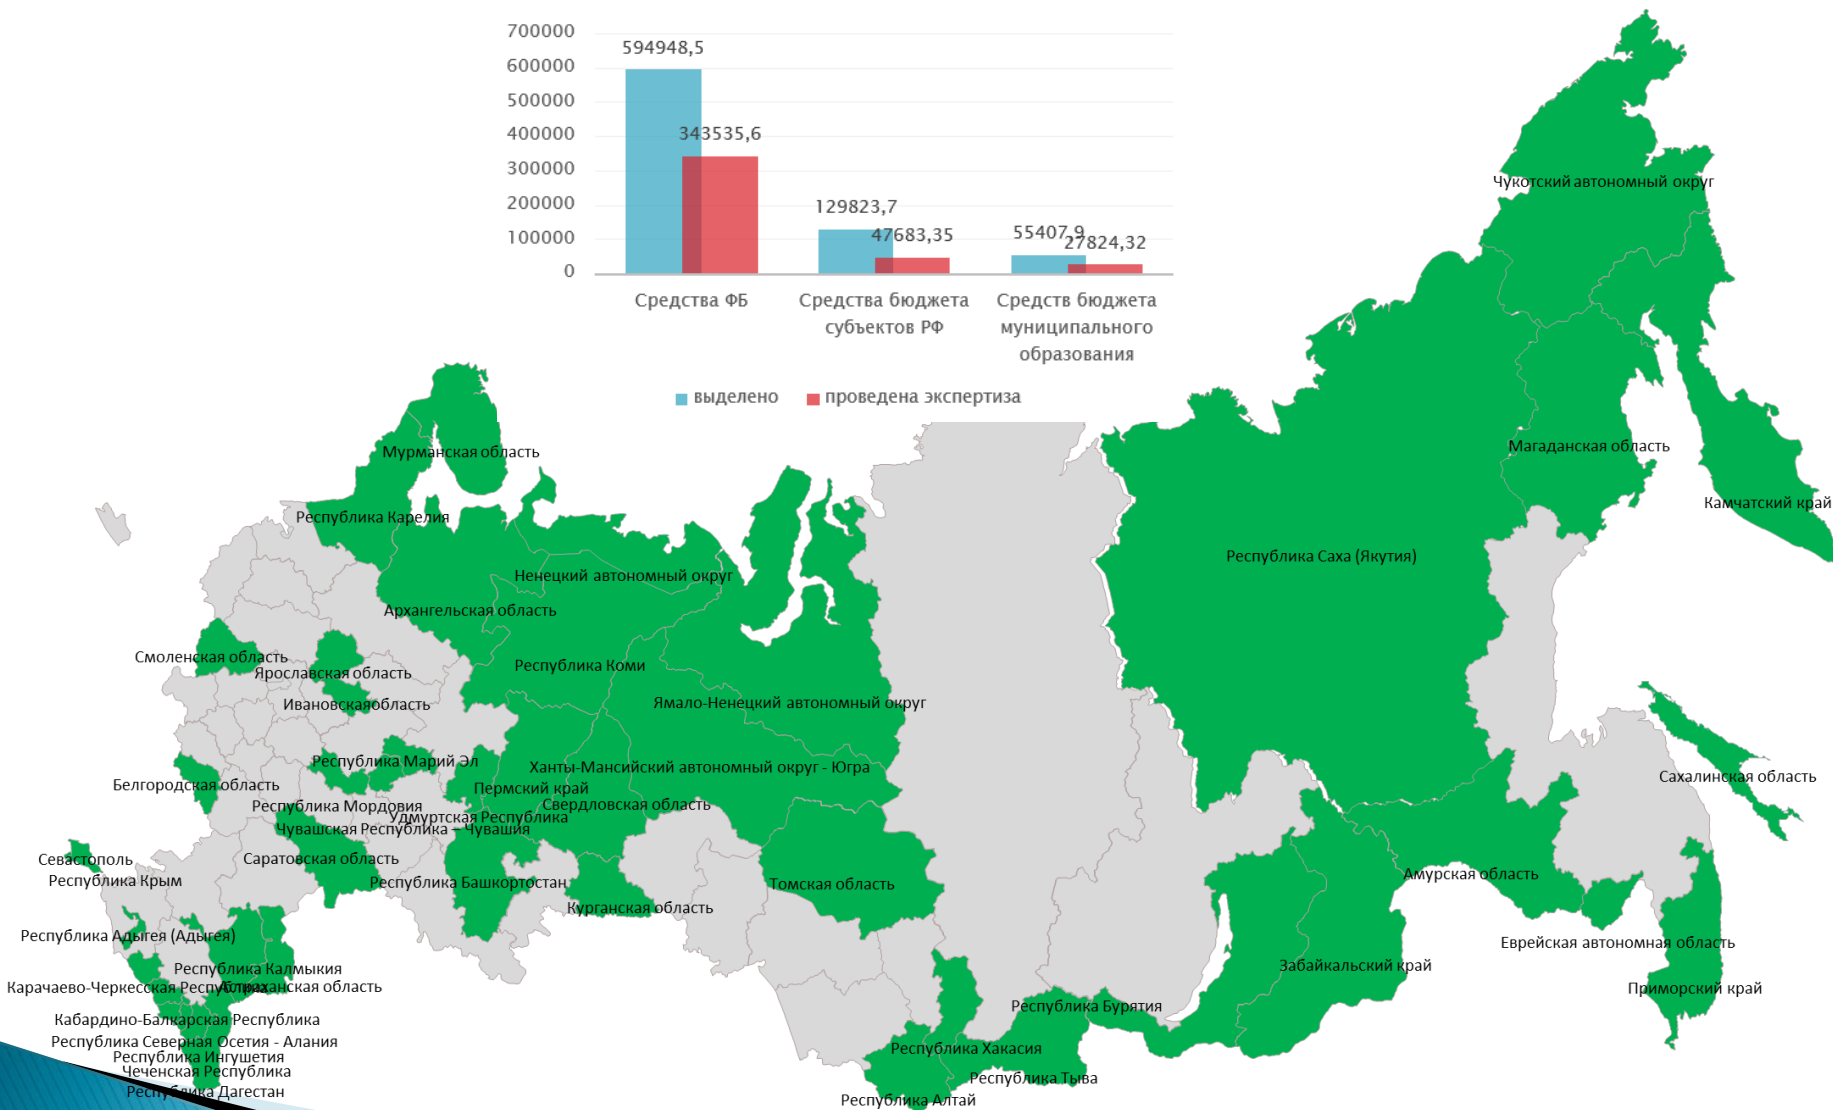 700000
600000
500000
400000
300000
200000
100000
0
594948,5
343535,6
129823,7
47683,35
55407,9
27824,32
Средства ФБ
Средства бюджета
субъектов РФ
Средств бюджета
муниципального
образования
выделено
проведена экспертиза
Чукотский автономный округ
Мурманская область
Магаданская область
Камчатский край
Республика Карелия
Республика Саха (Якутия)
Ненецкий автономный округ
Архангельская область
Смоленская область
Республика Коми
Ярославская область
Ивановскаяобласть
Ямало-Ненецкий автономный округ
Республика Марий Эл
Ханты-Мансийский автономный округ - Югра
Сахалинская область
Белгородская область
Пермский край
Республика Мордовия
Свердловская область
Удмуртская Республика
Чувашская Республика – Чувашия
Севастополь
Саратовская область
Республика Крым
Республика Башкортостан
Томская область
Амурская область
Курганская область
Республика Адыгея (Адыгея)
Еврейская автономная область
Республика Калмыкия
Забайкальский край
Карачаево-Черкесская Республика
Астраханская область
Приморский край
Республика Бурятия
Кабардино-Балкарская Республика
Республика Северная Осетия - Алания
Республика Хакасия
Республика Ингушетия
Чеченская Республика
Республика Тыва
Республика Дагестан
Республика Алтай